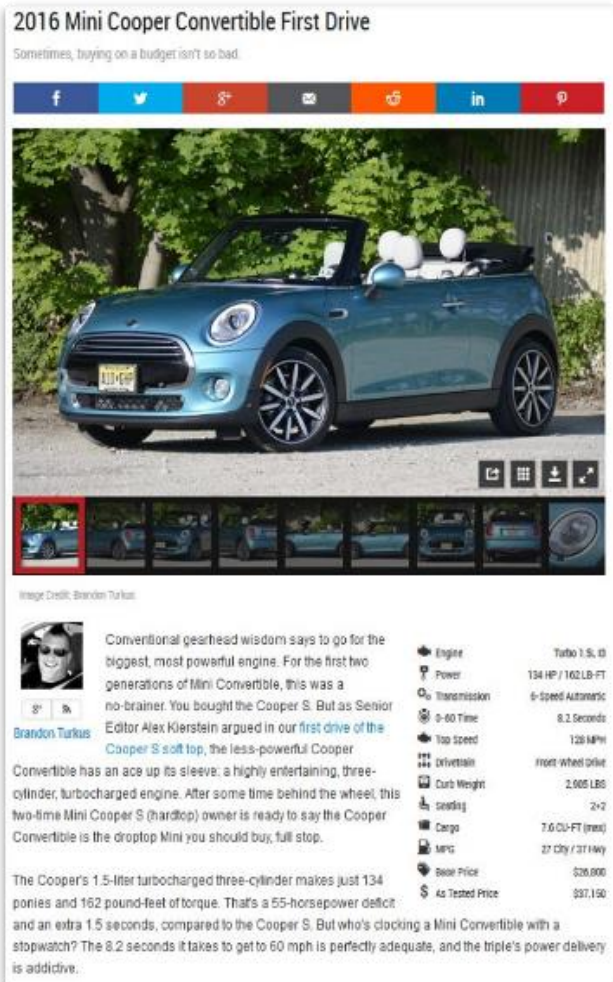 2016 Mini Cooper Convertible First Drive
Sometimes, buying on a budget isn't so bad.
f 8+ in
Image Credit: Brandon Turkus
8+
Brandon Turkus
Conventional gearhead wisdom says to go for the
biggest, most powerful engine. For the first two
generations of Mini Convertible, this was a
no-brainer. You bought the Cooper S. But as Senior
Editor Alex Kierstein argued in our first drive of the
Cooper S soft top, the less-powerful Cooper
Convertible has an ace up its sleeve: a highly entertaining, three-
cylinder, turbocharged engine. After some time behind the wheel, this
two-time Mini Cooper S (hardtop) owner is ready to say the Cooper
Convertible is the droptop Mini you should buy, full stop.
Engine Turbo 1.5L I3
Power 134 HP / 162 LB-FT
Transmission 6-Speed Automatic
0-60 Time 8.2 Seconds
Top Speed 128 MPH
Drivetrain Front-Wheel Drive
Curb Weight 2,905 LBS
Seating 2+2
Cargo 7.6 CU-FT (max)
MPG 27 City / 37 Hwy
Base Price $26,800
$ As Tested Price $37,150
The Cooper's 1.5-liter turbocharged three-cylinder makes just 134
ponies and 162 pound-feet of torque. That's a 55-horsepower deficit
and an extra 1.5 seconds, compared to the Cooper S. But who's clocking a Mini Convertible with a
stopwatch? The 8.2 seconds it takes to get to 60 mph is perfectly adequate, and the triple's power delivery
is addictive.